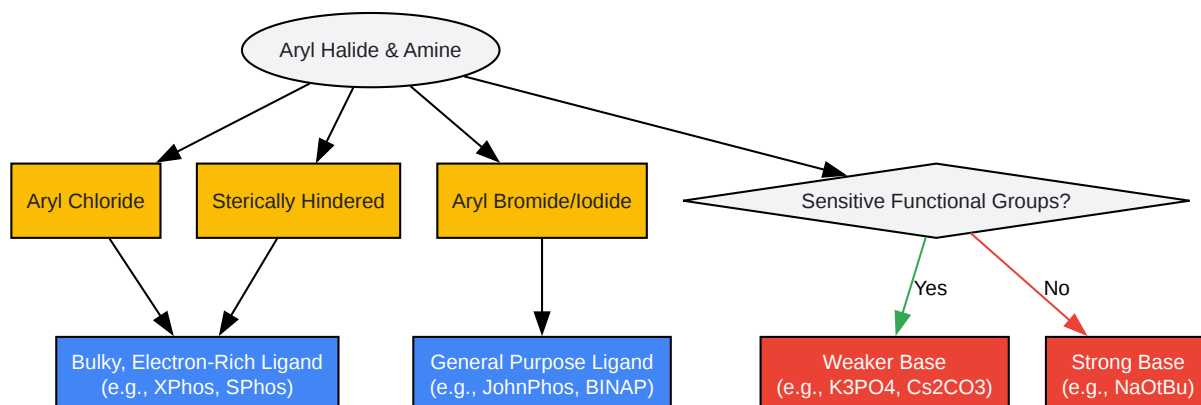 Aryl Halide & Amine
Aryl Chloride
Sterically Hindered
Aryl Bromide/Iodide
Sensitive Functional Groups?
Yes
No
Bulky, Electron-Rich Ligand
(e.g., XPhos, SPhos)
General Purpose Ligand
(e.g., JohnPhos, BINAP)
Weaker Base
(e.g., K3PO4, Cs2CO3)
Strong Base
(e.g., NaOtBu)